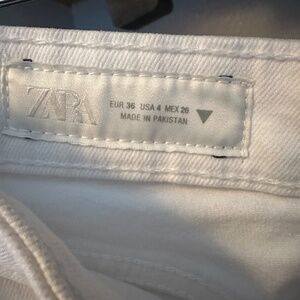 ZARA
EUR 36 USA 4 MEX 26
MADE IN PAKISTAN